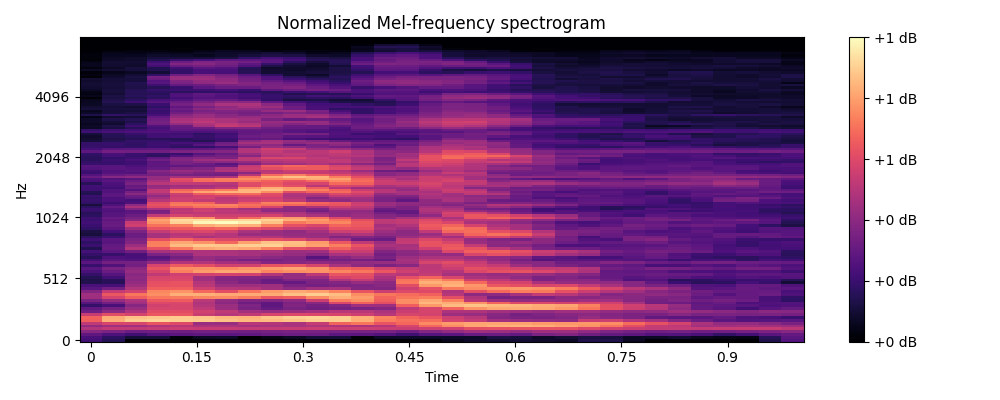 Normalized Mel-frequency spectrogram
Hz
4096
2048
1024
512
0
0 0.15 0.3 0.45 0.6 0.75 0.9
Time
+1 dB
+1 dB
+1 dB
+0 dB
+0 dB
+0 dB